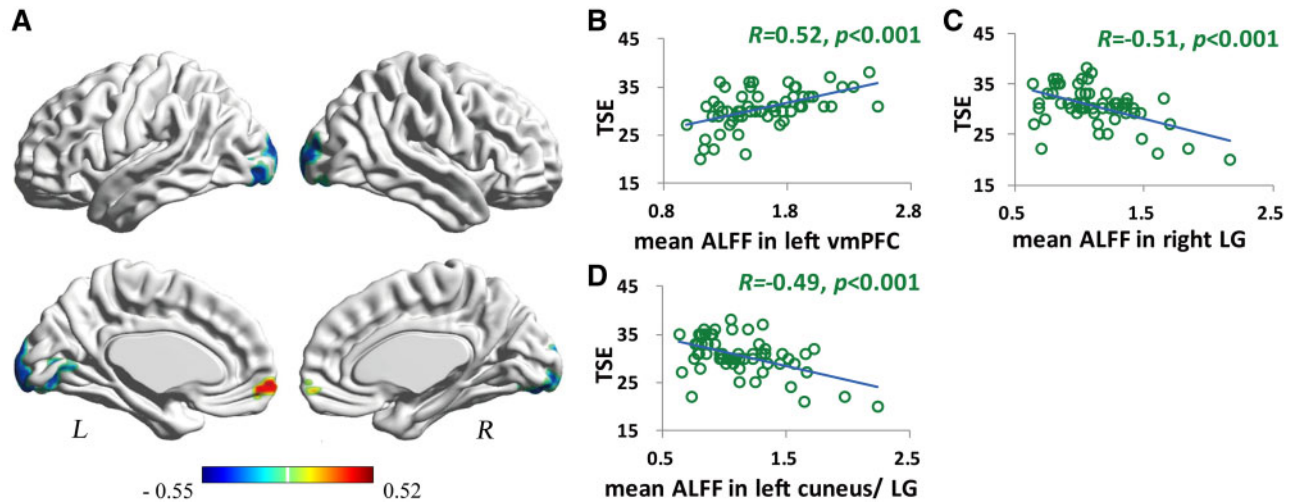 A
L
R
- 0.55
0.52
B
R=0.52, p<0.001
45
35
25
15
TSE
0.8 1.8 2.8
mean ALFF in left vmPFC
C
R=-0.51, p<0.001
45
35
25
15
TSE
0.5 1.5 2.5
mean ALFF in right LG
D
R=-0.49, p<0.001
45
35
25
15
TSE
0.5 1.5 2.5
mean ALFF in left cuneus/ LG